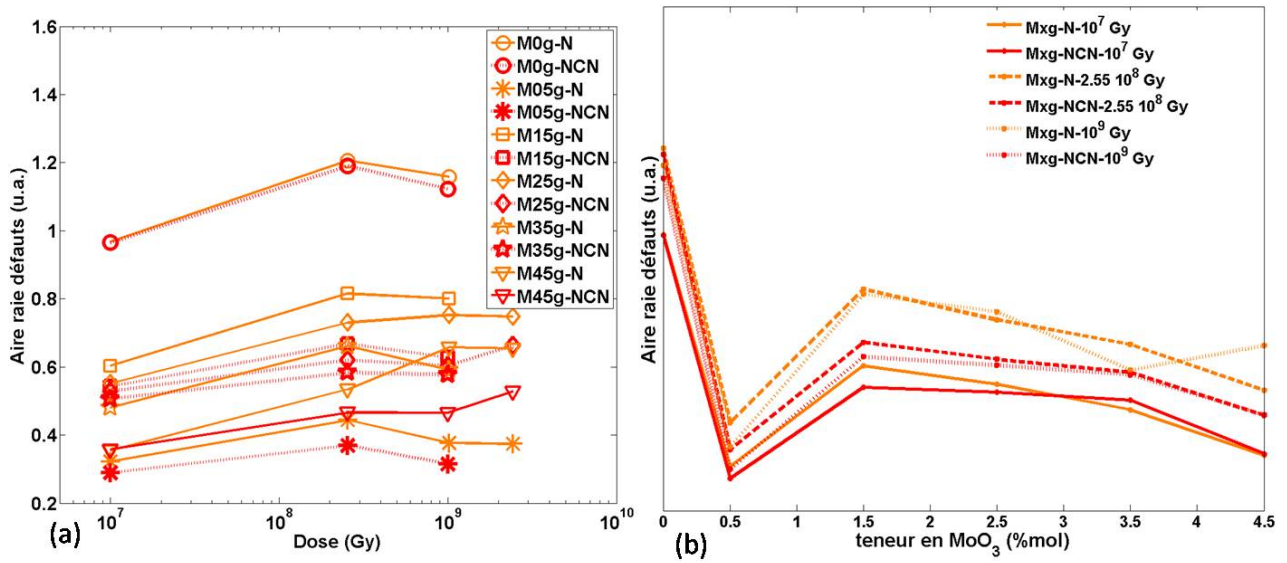 (a)
Aire raie défauts (u.a.)
1.6
1.4
1.2
1
0.8
0.6
0.4
0.2
10^7
10^8
10^9
10^10
Dose (Gy)
M0g-N
M0g-NCN
M05g-N
M05g-NCN
M15g-N
M15g-NCN
M25g-N
M25g-NCN
M35g-N
M35g-NCN
M45g-N
M45g-NCN
(b)
Aire raie défauts (u.a.)
0
0.5
1
1.5
2
2.5
3
3.5
4
4.5
teneur en MoO₃ (%mol)
Mxg-N-10^7 Gy
Mxg-NCN-10^7 Gy
Mxg-N-2.55 10^8 Gy
Mxg-NCN-2.55 10^8 Gy
Mxg-N-10^9 Gy
Mxg-NCN-10^9 Gy